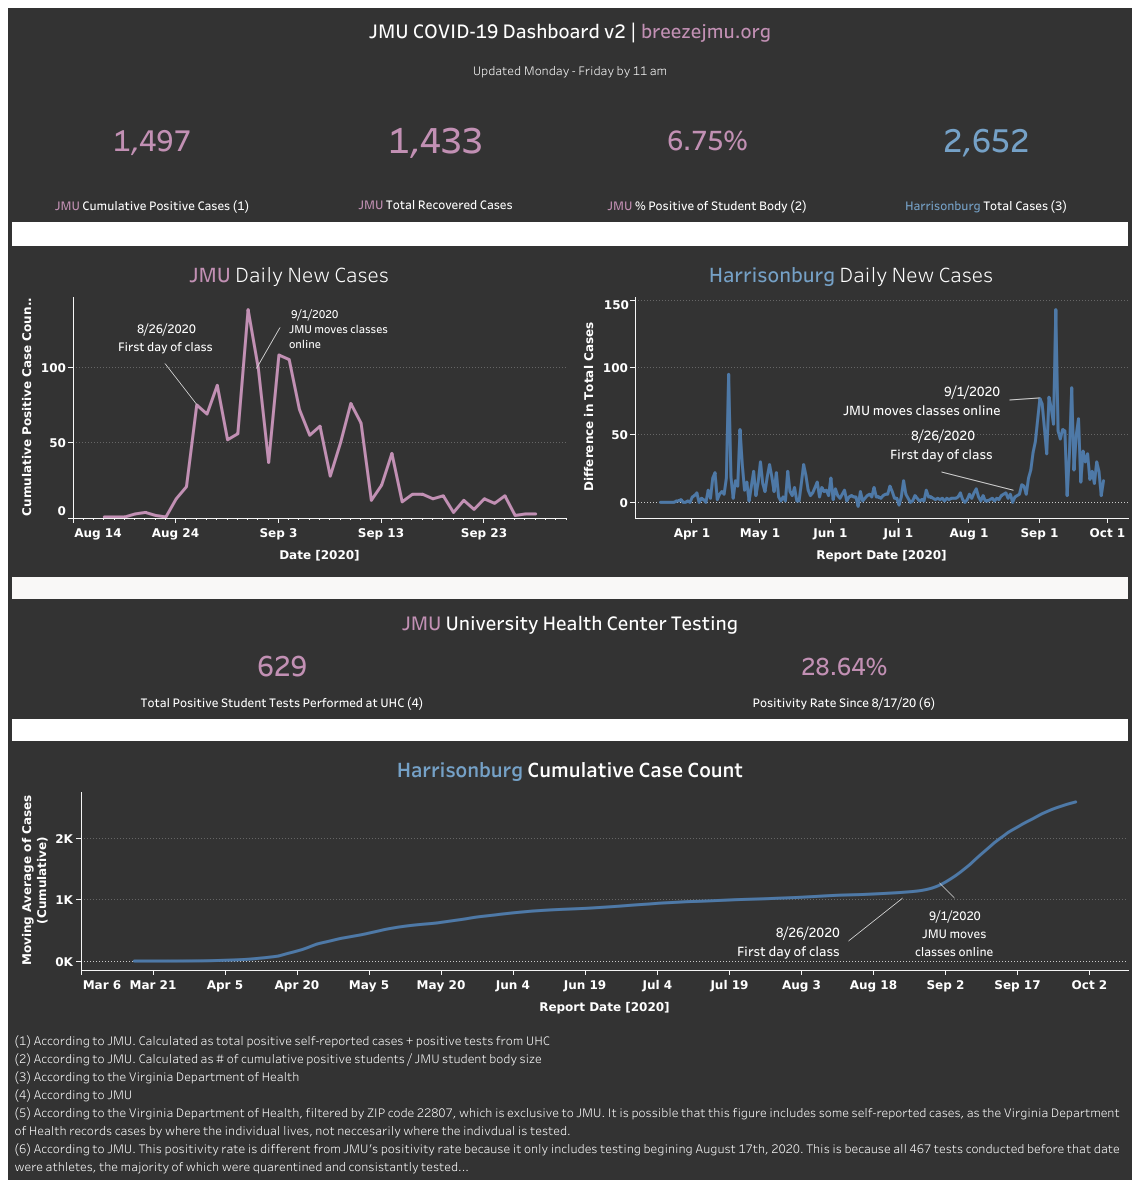 JMU COVID-19 Dashboard v2 | breezejmu.org
Updated Monday - Friday by 11 am
1,497
1,433
6.75%
2,652
JMU Cumulative Positive Cases (1)
JMU Total Recovered Cases
JMU % Positive of Student Body (2)
Harrisonburg Total Cases (3)
JMU Daily New Cases
Cumulative Positive Case Coun..
100
50
0
8/26/2020
First day of class
9/1/2020
JMU moves classes
online
Aug 14 Aug 24 Sep 3 Sep 13 Sep 23
Date [2020]
Harrisonburg Daily New Cases
Difference in Total Cases
150
100
50
0
9/1/2020
JMU moves classes online
8/26/2020
First day of class
Apr 1 May 1 Jun 1 Jul 1 Aug 1 Sep 1 Oct 1
Report Date [2020]
JMU University Health Center Testing
629
28.64%
Total Positive Student Tests Performed at UHC (4)
Positivity Rate Since 8/17/20 (6)
Harrisonburg Cumulative Case Count
Moving Average of Cases
(Cumulative)
2K
1K
0K
8/26/2020
First day of class
9/1/2020
JMU moves
classes online
Mar 6 Mar 21 Apr 5 Apr 20 May 5 May 20 Jun 4 Jun 19 Jul 4 Jul 19 Aug 3 Aug 18 Sep 2 Sep 17 Oct 2
Report Date [2020]
(1) According to JMU. Calculated as total positive self-reported cases + positive tests from UHC
(2) According to JMU. Calculated as # of cumulative positive students / JMU student body size
(3) According to the Virginia Department of Health
(4) According to JMU
(5) According to the Virginia Department of Health, filtered by ZIP code 22807, which is exclusive to JMU. It is possible that this figure includes some self-reported cases, as the Virginia Department
of Health records cases by where the individual lives, not neccesarily where the indivdual is tested.
(6) According to JMU. This positivity rate is different from JMU's positivity rate because it only includes testing begining August 17th, 2020. This is because all 467 tests conducted before that date
were athletes, the majority of which were quarentined and consistantly tested...